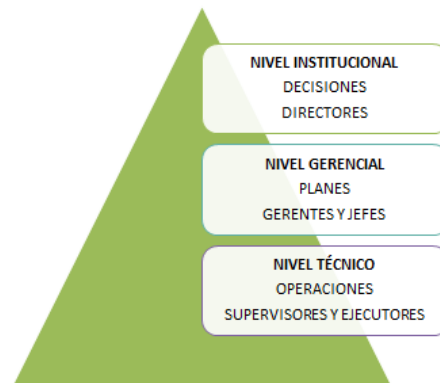 NIVEL INSTITUCIONAL
DECISIONES
DIRECTORES
NIVEL GERENCIAL
PLANES
GERENTES Y JEFES
NIVEL TÉCNICO
OPERACIONES
SUPERVISORES Y EJECUTORES